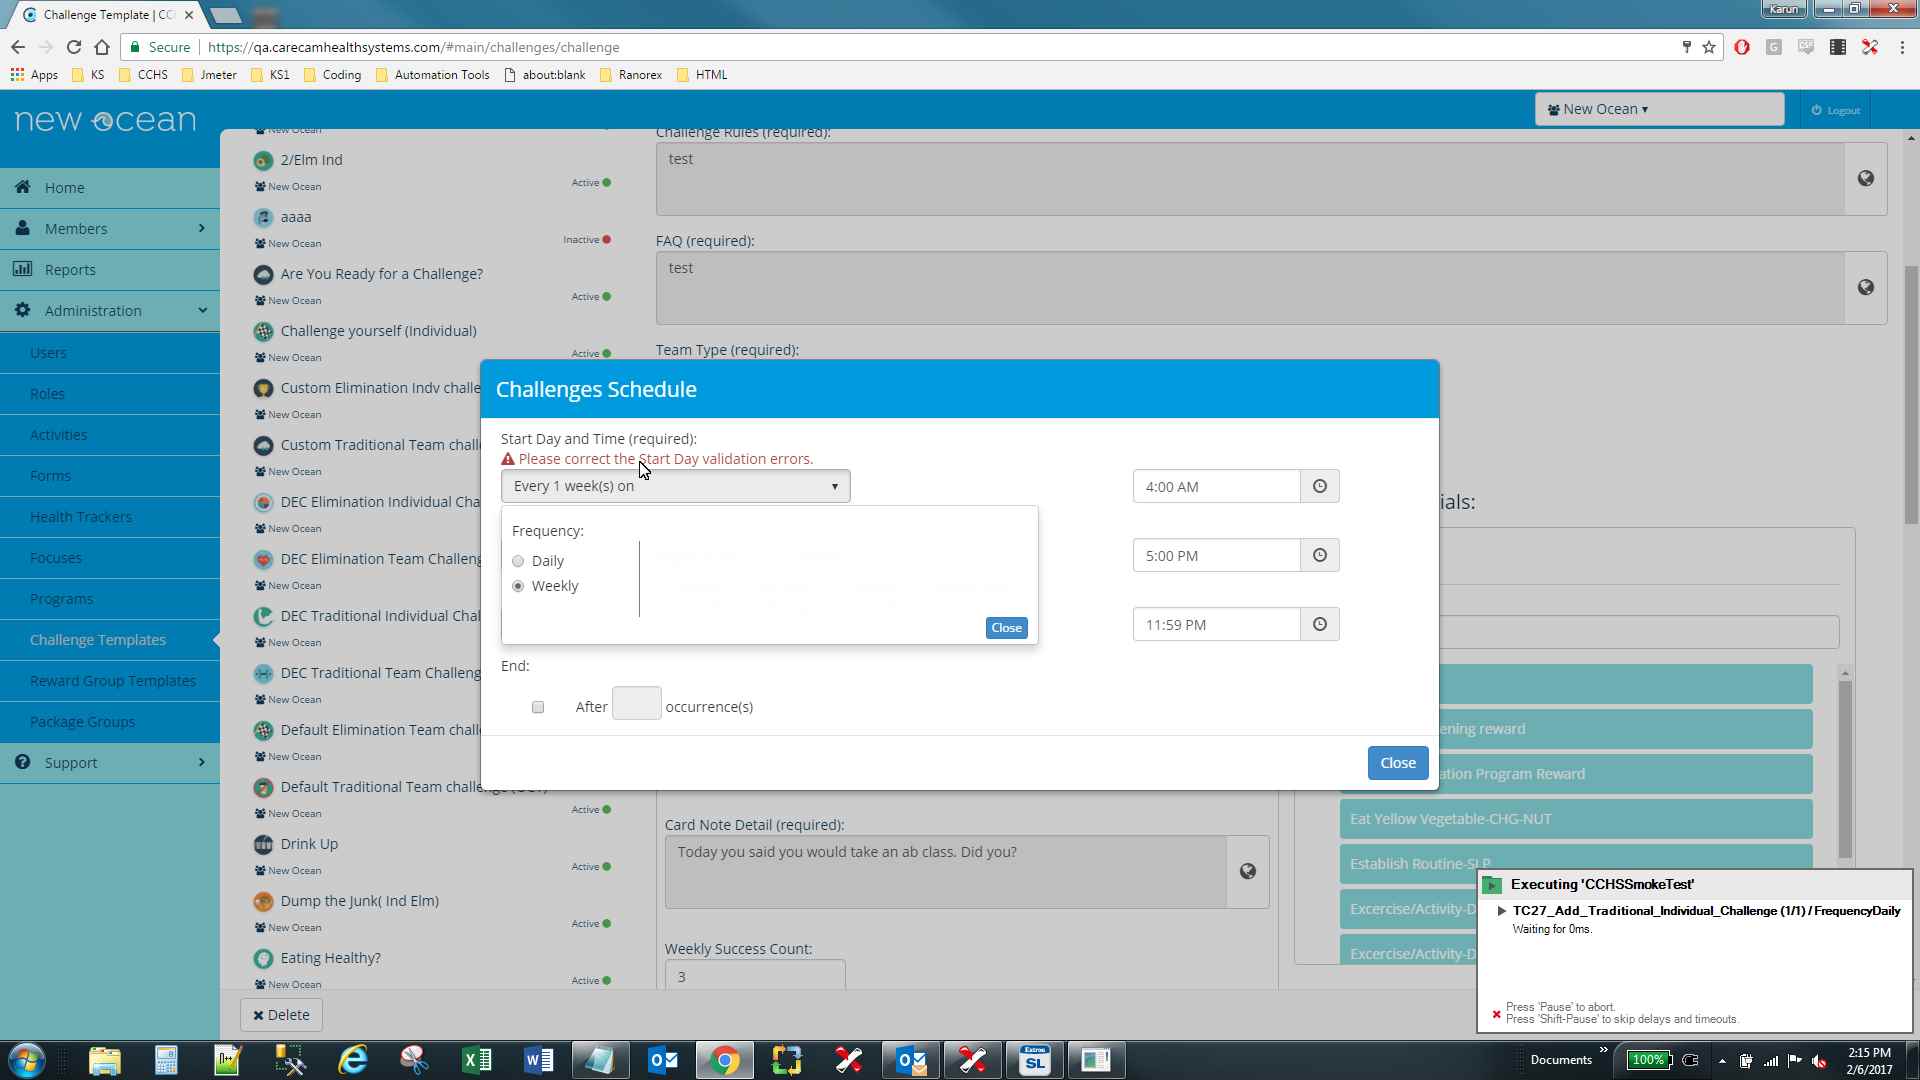 Challenge Template | CC
Karun
Secure
https://qa.carecamhealthsystems.com/#main/challenges/challenge
Apps
KS
CCHS
Jmeter
KS1
Coding
Automation Tools
about:blank
Ranorex
HTML
new ocean
New Ocean ▾
Logout
Home
Members
Reports
Administration
Users
Roles
Activities
Forms
Health Trackers
Focuses
Programs
Challenge Templates
Reward Group Templates
Package Groups
Support
New Ocean
2/Elm Ind
New Ocean
Active
aaaa
New Ocean
Inactive
Are You Ready for a Challenge?
New Ocean
Active
Challenge yourself (Individual)
New Ocean
Active
Custom Elimination Indv challe
New Ocean
Custom Traditional Team chall
New Ocean
DEC Elimination Individual Cha
New Ocean
DEC Elimination Team Challeng
New Ocean
DEC Traditional Individual Chal
New Ocean
DEC Traditional Team Challeng
New Ocean
Default Elimination Team challe
New Ocean
Default Traditional Team challe
New Ocean
Active
Drink Up
New Ocean
Active
Dump the Junk( Ind Elm)
New Ocean
Active
Eating Healthy?
New Ocean
Active
Delete
Challenge Rules (required):
test
FAQ (required):
test
Team Type (required):
Challenges Schedule
Start Day and Time (required):
Please correct the Start Day validation errors.
Every 1 week(s) on
4:00 AM
Frequency:
Daily
Weekly
Close
5:00 PM
11:59 PM
End:
After
occurrence(s)
Close
ials:
ening reward
ation Program Reward
Eat Yellow Vegetable-CHG-NUT
Establish Routine-SLP
Excercise/Activity-D
Excercise/Activity-D
Card Note Detail (required):
Today you said you would take an ab class. Did you?
Weekly Success Count:
3
Executing 'CCHSSmokeTest'
TC27_Add_Traditional_Individual_Challenge (1/1) / FrequencyDaily
Waiting for 0ms.
Press 'Pause' to abort.
Press 'Shift-Pause' to skip delays and timeouts.
Extron
SL
Documents
100%
2:15 PM
2/6/2017